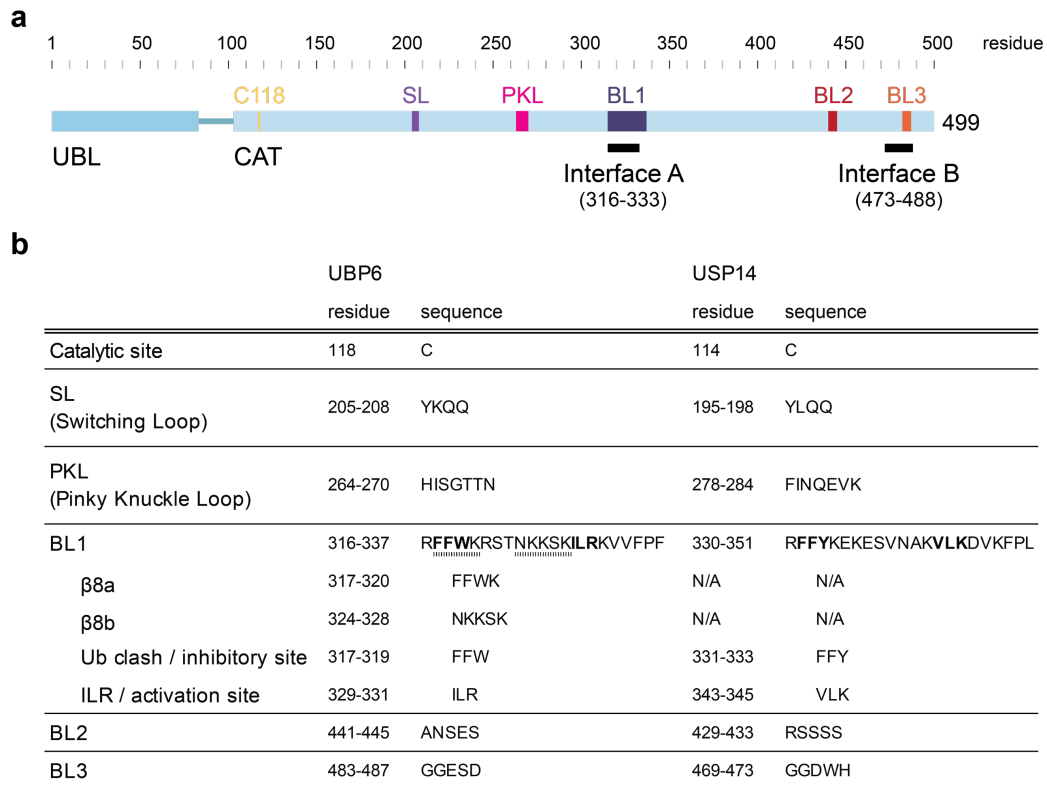 a
1 50 100 150 200 250 300 350 400 450 500 residue
C118 SL PKL BL1 BL2 BL3
499
UBL CAT
Interface A Interface B
(316-333) (473-488)
b
UBP6 USP14
residue sequence residue sequence
Catalytic site 118 C 114 C
SL
(Switching Loop) 205-208 YKQQ 195-198 YLQQ
PKL
(Pinky Knuckle Loop) 264-270 HISGTTN 278-284 FINQEVK
BL1 316-337 RFFWKRSTNKKSKILRKVVFPF 330-351 RFFYKEKESVNAKVLKDVKFPL
β8a 317-320 FFWK N/A N/A
β8b 324-328 NKKSK N/A N/A
Ub clash / inhibitory site 317-319 FFW 331-333 FFY
ILR / activation site 329-331 ILR 343-345 VLK
BL2 441-445 ANSES 429-433 RSSSS
BL3 483-487 GGESD 469-473 GGDWH